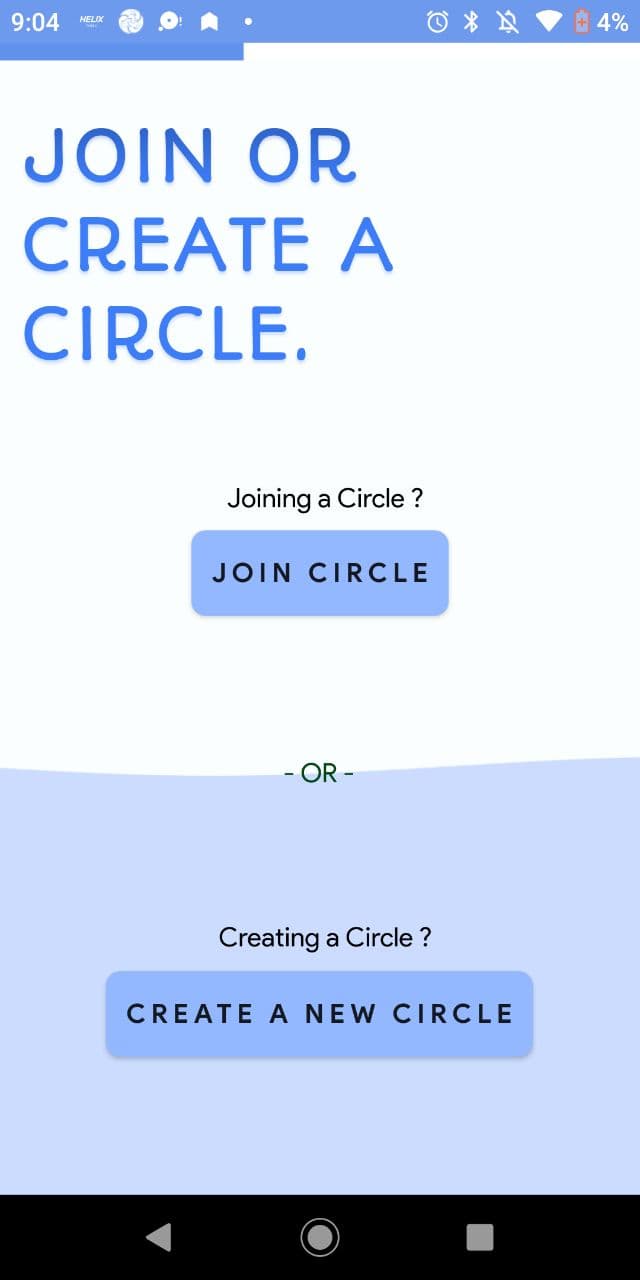 9:04 HELIX 4%
JOIN OR
CREATE A
CIRCLE.
Joining a Circle ?
JOIN CIRCLE
- OR -
Creating a Circle ?
CREATE A NEW CIRCLE